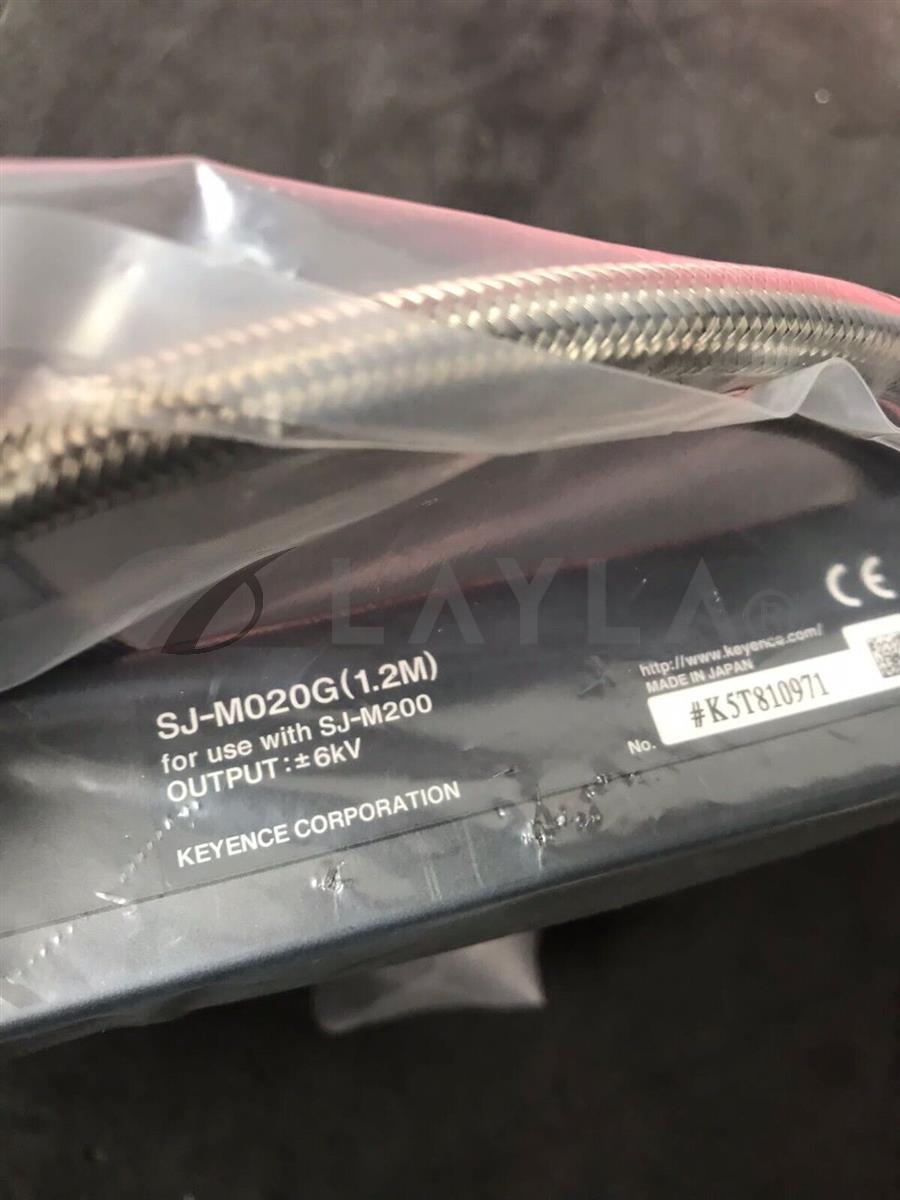 LAYLA®
CE
SJ-M020G(1.2M)
for use with SJ-M200
OUTPUT:±6kV
KEYENCE CORPORATION
http://www.keyence.com/
MADE IN JAPAN
No. #K5T810971